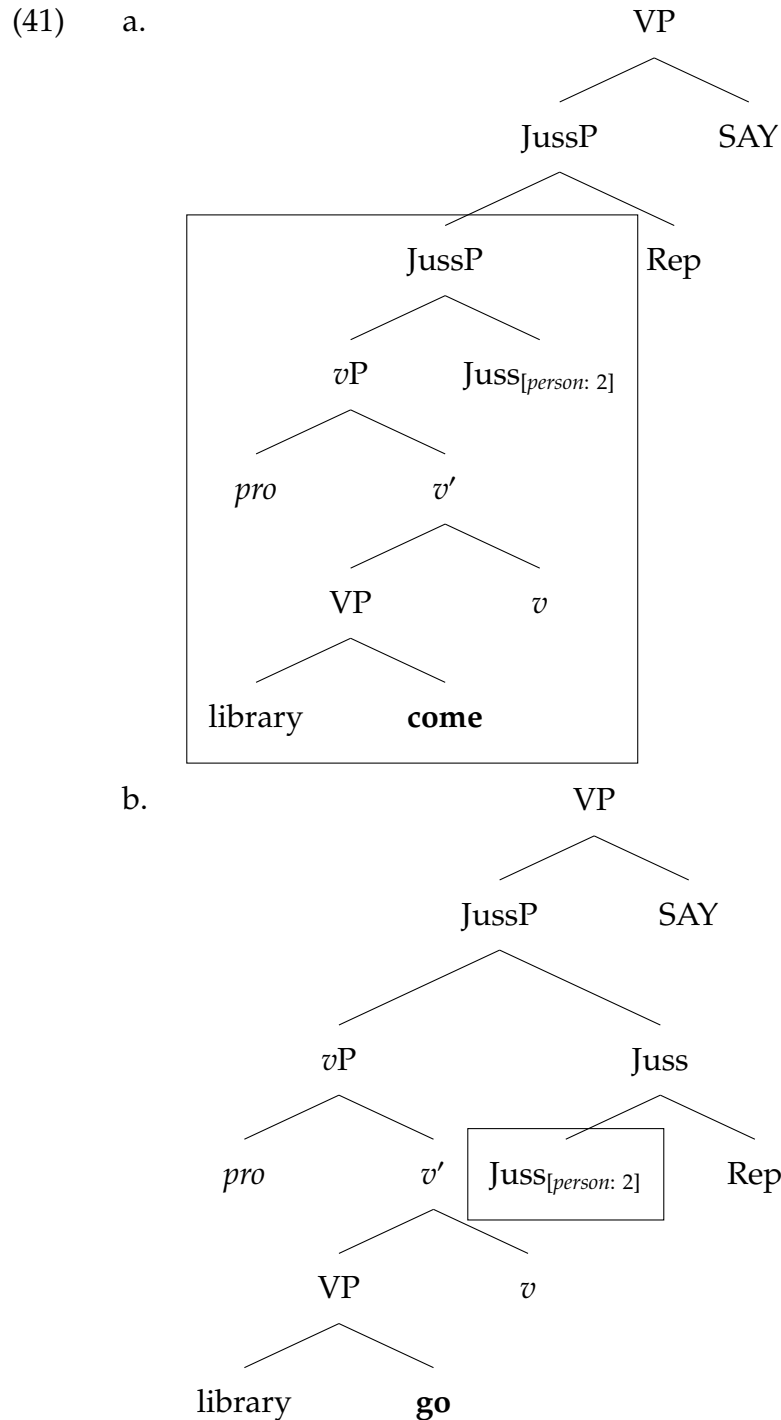 (41) a. VP
JussP SAY
JussP Rep
vP Juss[person: 2]
pro v′
VP v
library come
b. VP
JussP SAY
vP Juss
pro v′ Juss[person: 2] Rep
VP v
library go